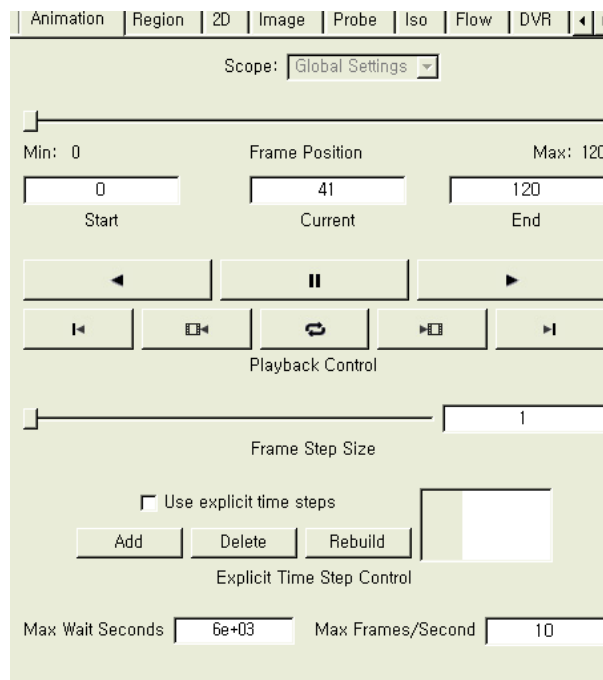 Animation Region 2D Image Probe Iso Flow DVR
Scope: Global Settings
Min: 0 Frame Position Max: 120
0 41 120
Start Current End
Playback Control
1
Frame Step Size
Use explicit time steps
Add Delete Rebuild
Explicit Time Step Control
Max Wait Seconds 6e+03 Max Frames/Second 10